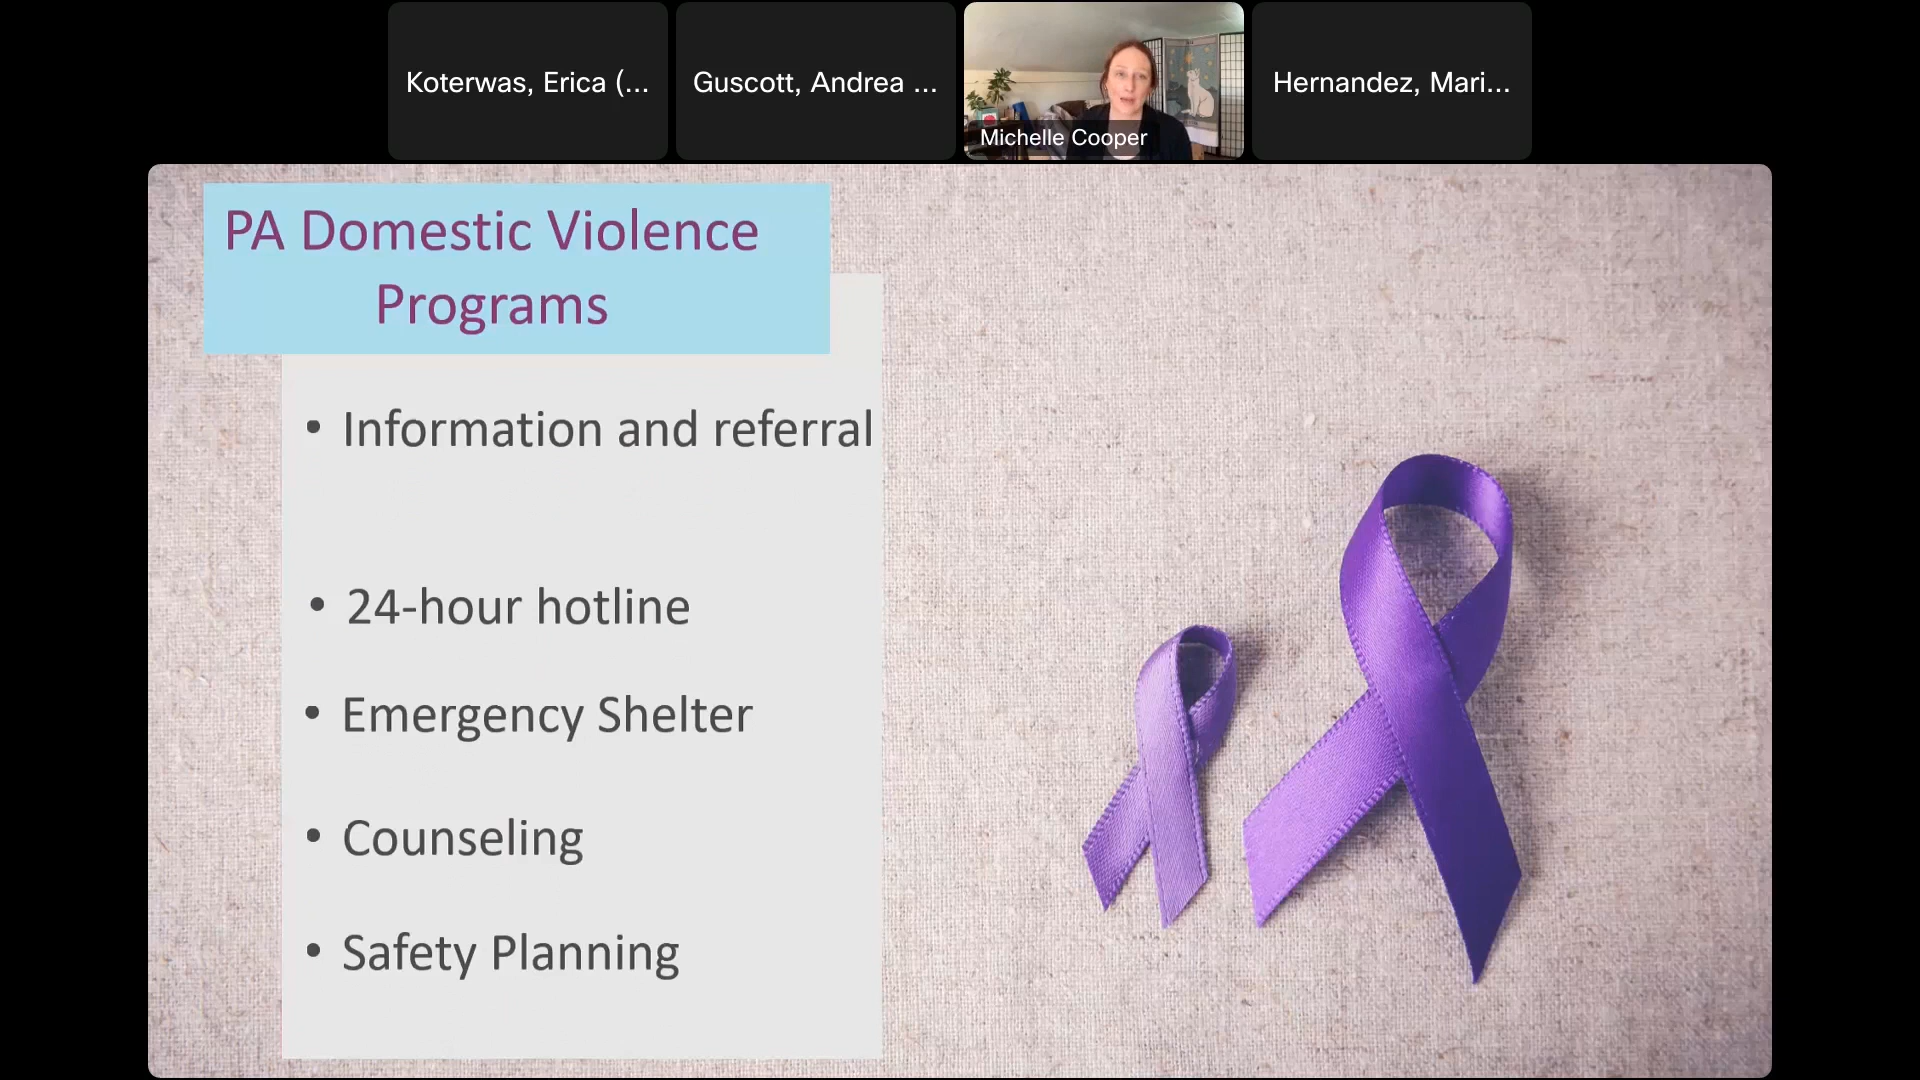 Koterwas, Erica (...
Guscott, Andrea ...
Michelle Cooper
Hernandez, Mari...
PA Domestic Violence
Programs
• Information and referral
• 24-hour hotline
• Emergency Shelter
• Counseling
• Safety Planning